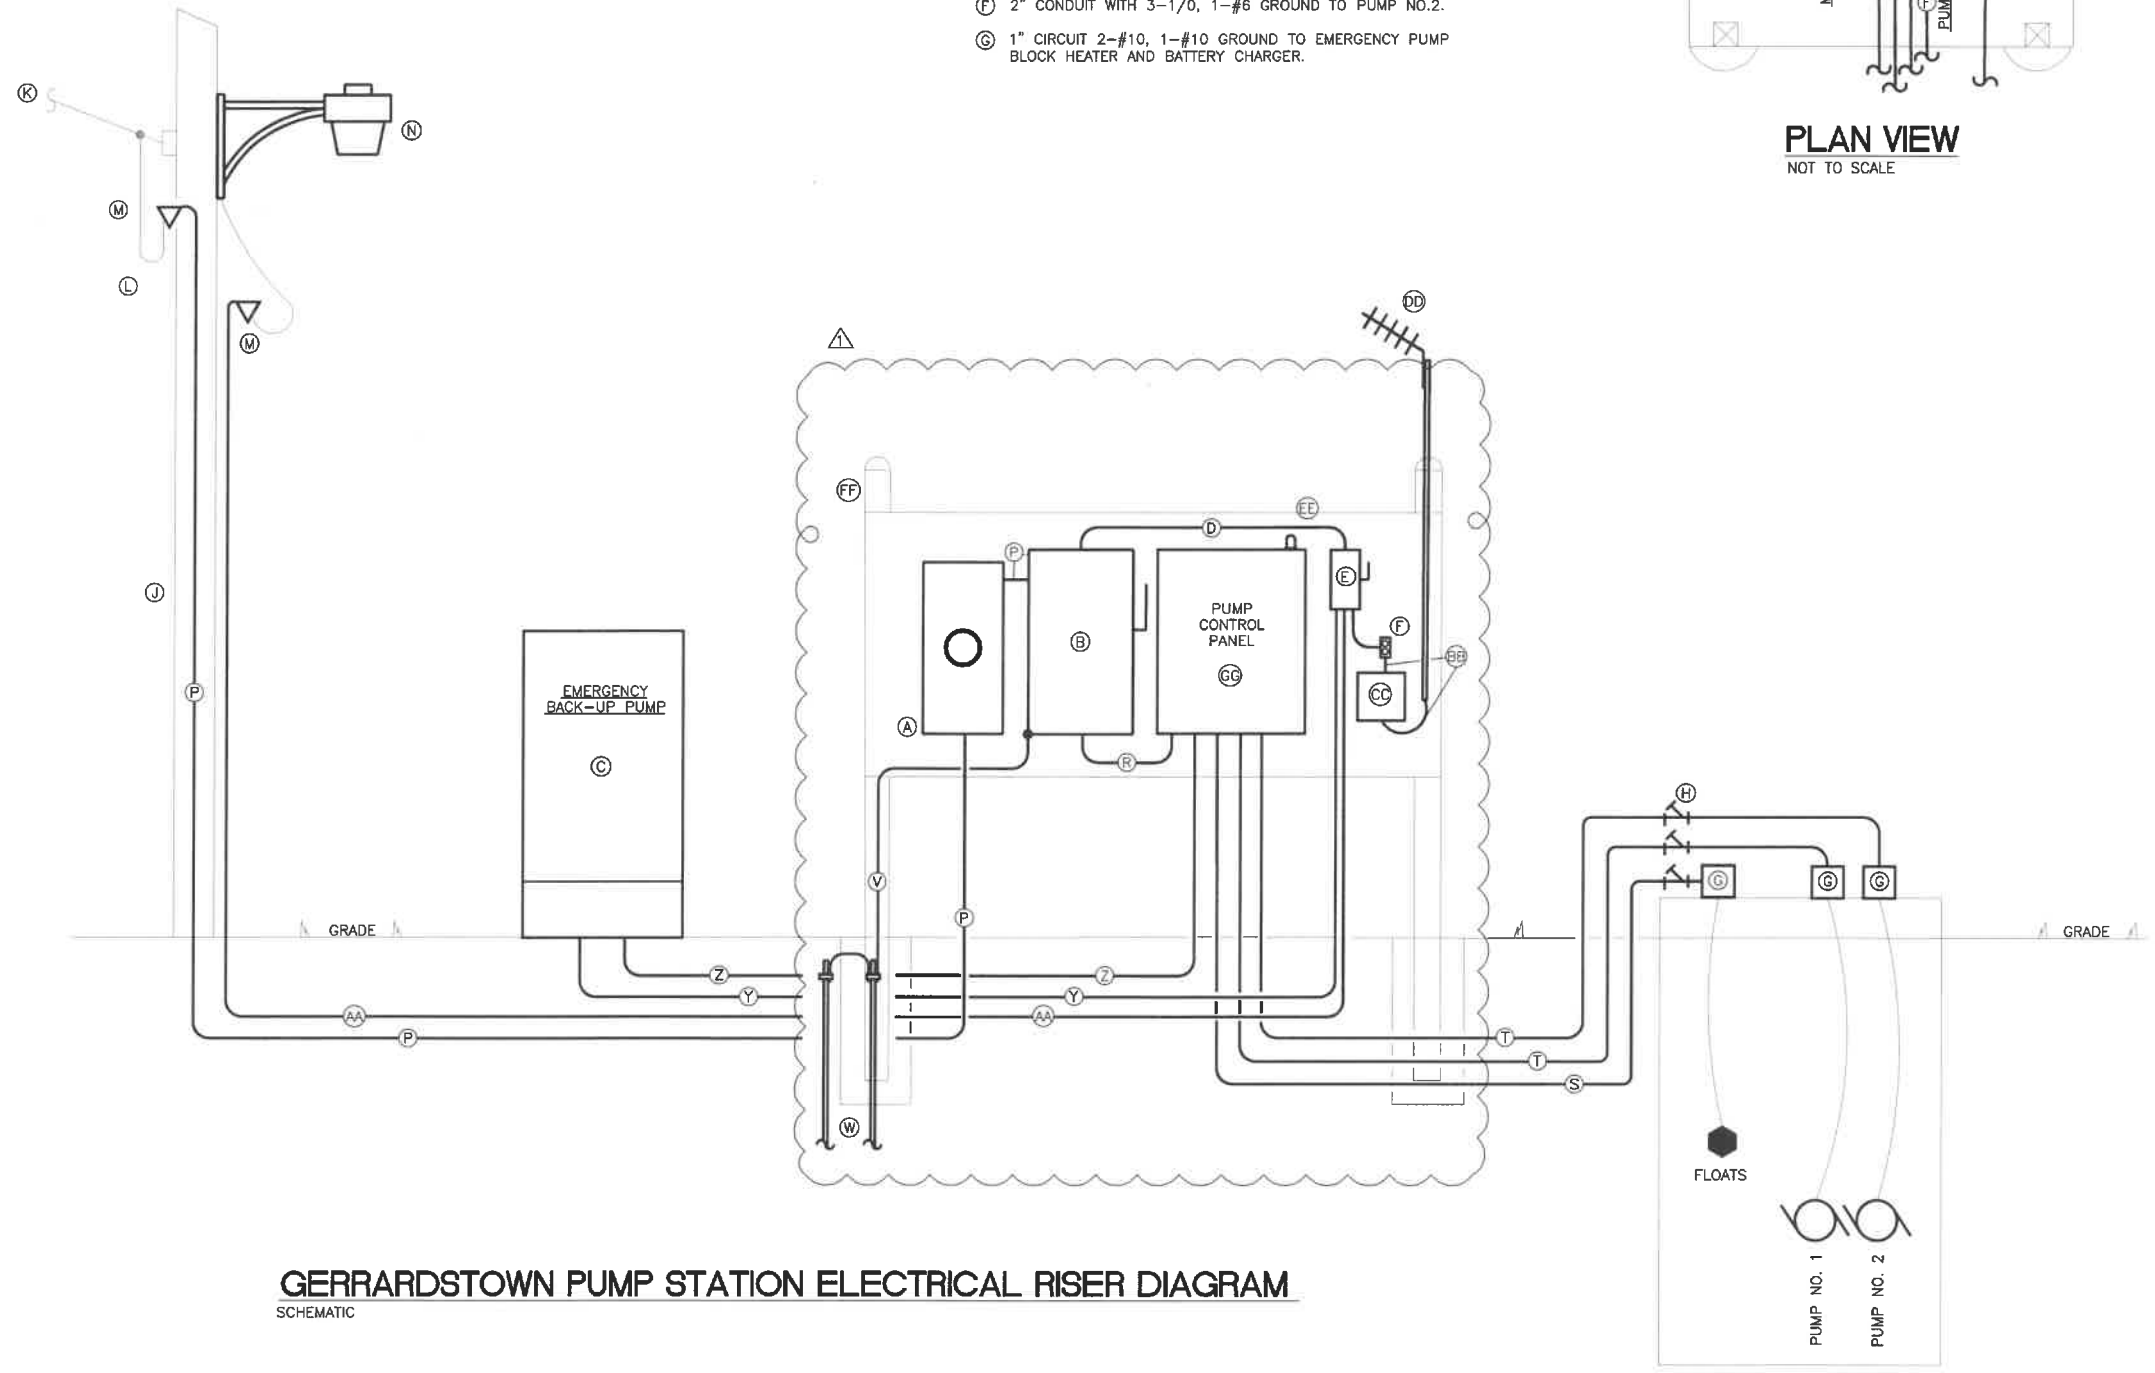 Ⓕ 2" CONDUIT WITH 3-1/0, 1-#6 GROUND TO PUMP NO.2.
Ⓖ 1" CIRCUIT 2-#10, 1-#10 GROUND TO EMERGENCY PUMP
BLOCK HEATER AND BATTERY CHARGER.
F
PUM
PLAN VIEW
NOT TO SCALE
K
N
M
L
M
1
DD
FF
EE
D
P
E
J
PUMP
CONTROL
PANEL
GG
B
F
BB
CC
A
P
EMERGENCY
BACK-UP PUMP
C
R
H
V
G
G
G
P
GRADE
GRADE
Z
Z
Y
Y
AA
AA
P
T
T
S
W
FLOATS
PUMP NO. 1
PUMP NO. 2
GERRARDSTOWN PUMP STATION ELECTRICAL RISER DIAGRAM
SCHEMATIC